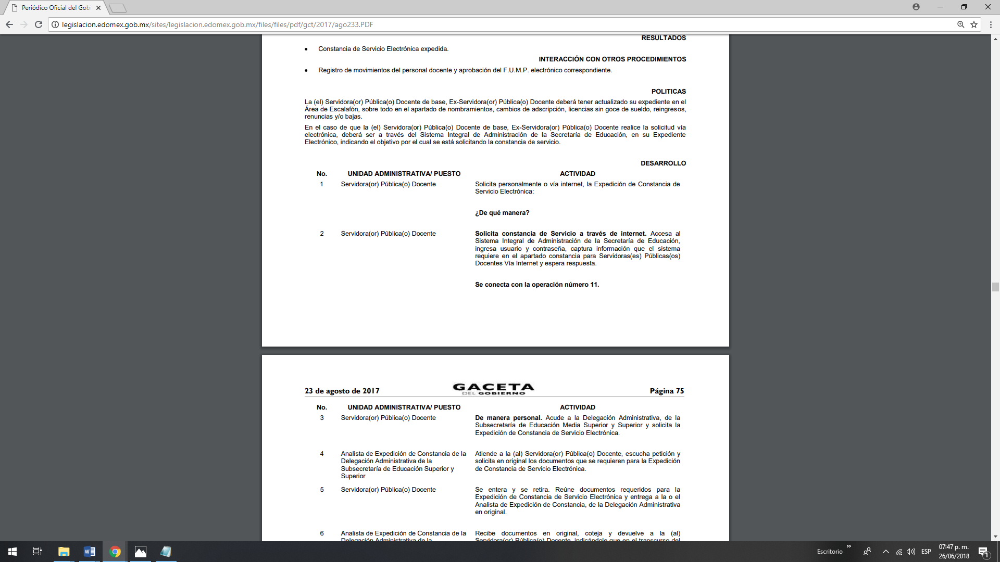 Periódico Oficial del Gob
legislacion.edomex.gob.mx/sites/legislacion.edomex.gob.mx/files/files/pdf/gct/2017/ago233.PDF
RESULTADOS
• Constancia de Servicio Electrónica expedida.
INTERACCIÓN CON OTROS PROCEDIMIENTOS
• Registro de movimientos del personal docente y aprobación del F.U.M.P. electrónico correspondiente.
POLITICAS
La (el) Servidora(or) Pública(o) Docente de base, Ex-Servidora(or) Pública(o) Docente deberá tener actualizado su expediente en el
Área de Escalafón, sobre todo en el apartado de nombramientos, cambios de adscripción, licencias sin goce de sueldo, reingresos,
renuncias y/o bajas.
En el caso de que la (el) Servidora(or) Pública(o) Docente de base, Ex-Servidora(or) Pública(o) Docente realice la solicitud vía
electrónica, deberá ser a través del Sistema Integral de Administración de la Secretaría de Educación, en su Expediente
Electrónico, indicando el objetivo por el cual se está solicitando la constancia de servicio.
DESARROLLO
No. UNIDAD ADMINISTRATIVA/ PUESTO ACTIVIDAD
1 Servidora(or) Pública(o) Docente Solicita personalmente o vía internet, la Expedición de Constancia de
Servicio Electrónica:
¿De qué manera?
2 Servidora(or) Pública(o) Docente Solicita constancia de Servicio a través de internet. Accesa al
Sistema Integral de Administración de la Secretaría de Educación,
ingresa usuario y contraseña, captura información que el sistema
requiere en el apartado constancia para Servidoras(es) Públicas(os)
Docentes Vía Internet y espera respuesta.
Se conecta con la operación número 11.
23 de agosto de 2017 GACETA DEL GOBIERNO Página 75
No. UNIDAD ADMINISTRATIVA/ PUESTO ACTIVIDAD
3 Servidora(or) Pública(o) Docente De manera personal. Acude a la Delegación Administrativa, de la
Subsecretaría de Educación Media Superior y Superior y solicita la
Expedición de Constancia de Servicio Electrónica.
4 Analista de Expedición de Constancia de la Atiende a la (al) Servidora(or) Pública(o) Docente, escucha petición y
Delegación Administrativa de la solicita en original los documentos que se requieren para la Expedición
Subsecretaría de Educación Superior y de Constancia de Servicio Electrónica.
Superior
5 Servidora(or) Pública(o) Docente Se entera y se retira. Reúne documentos requeridos para la
Expedición de Constancia de Servicio Electrónica y entrega a la o el
Analista de Expedición de Constancia, de la Delegación Administrativa
en original.
6 Analista de Expedición de Constancia de la Recibe documentos en original, coteja y devuelve a la (al)
Delegación Administrativa de la Servidora(or) Pública(o) Docente, indicándole que en el transcurso del
Escritorio » ESP 07:47 p. m.
26/06/2018 1